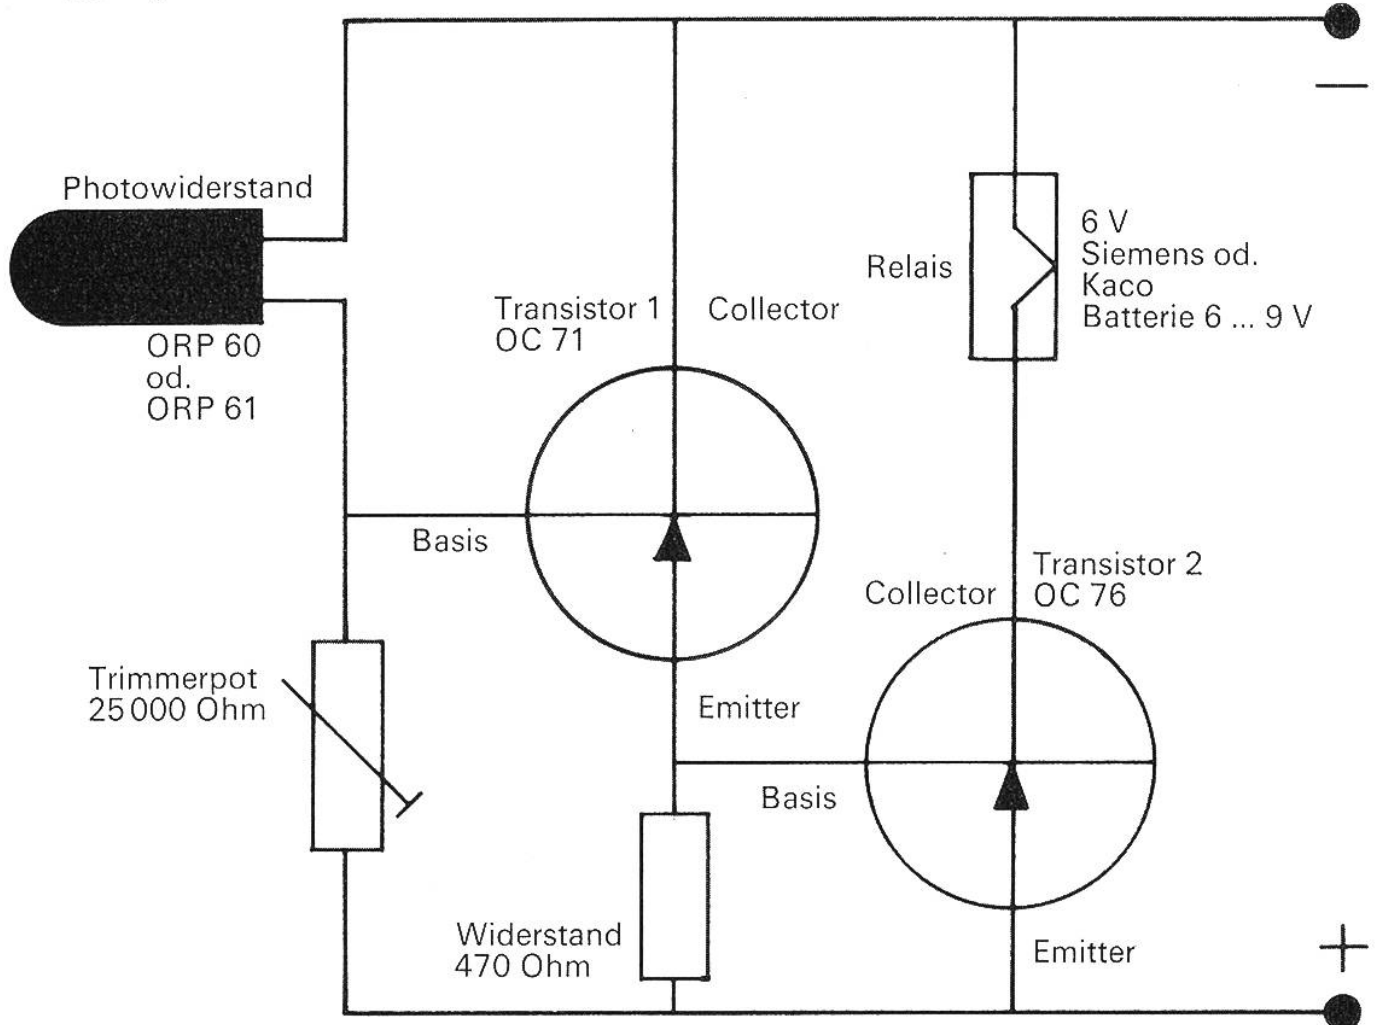 Photowiderstand
ORP 60
od.
ORP 61
Transistor 1
OC 71
Collector
Relais
6 V
Siemens od.
Kaco
Batterie 6 ... 9 V
Basis
Transistor 2
OC 76
Collector
Trimmerpot
25 000 Ohm
Emitter
Basis
Widerstand
470 Ohm
Emitter
—
+